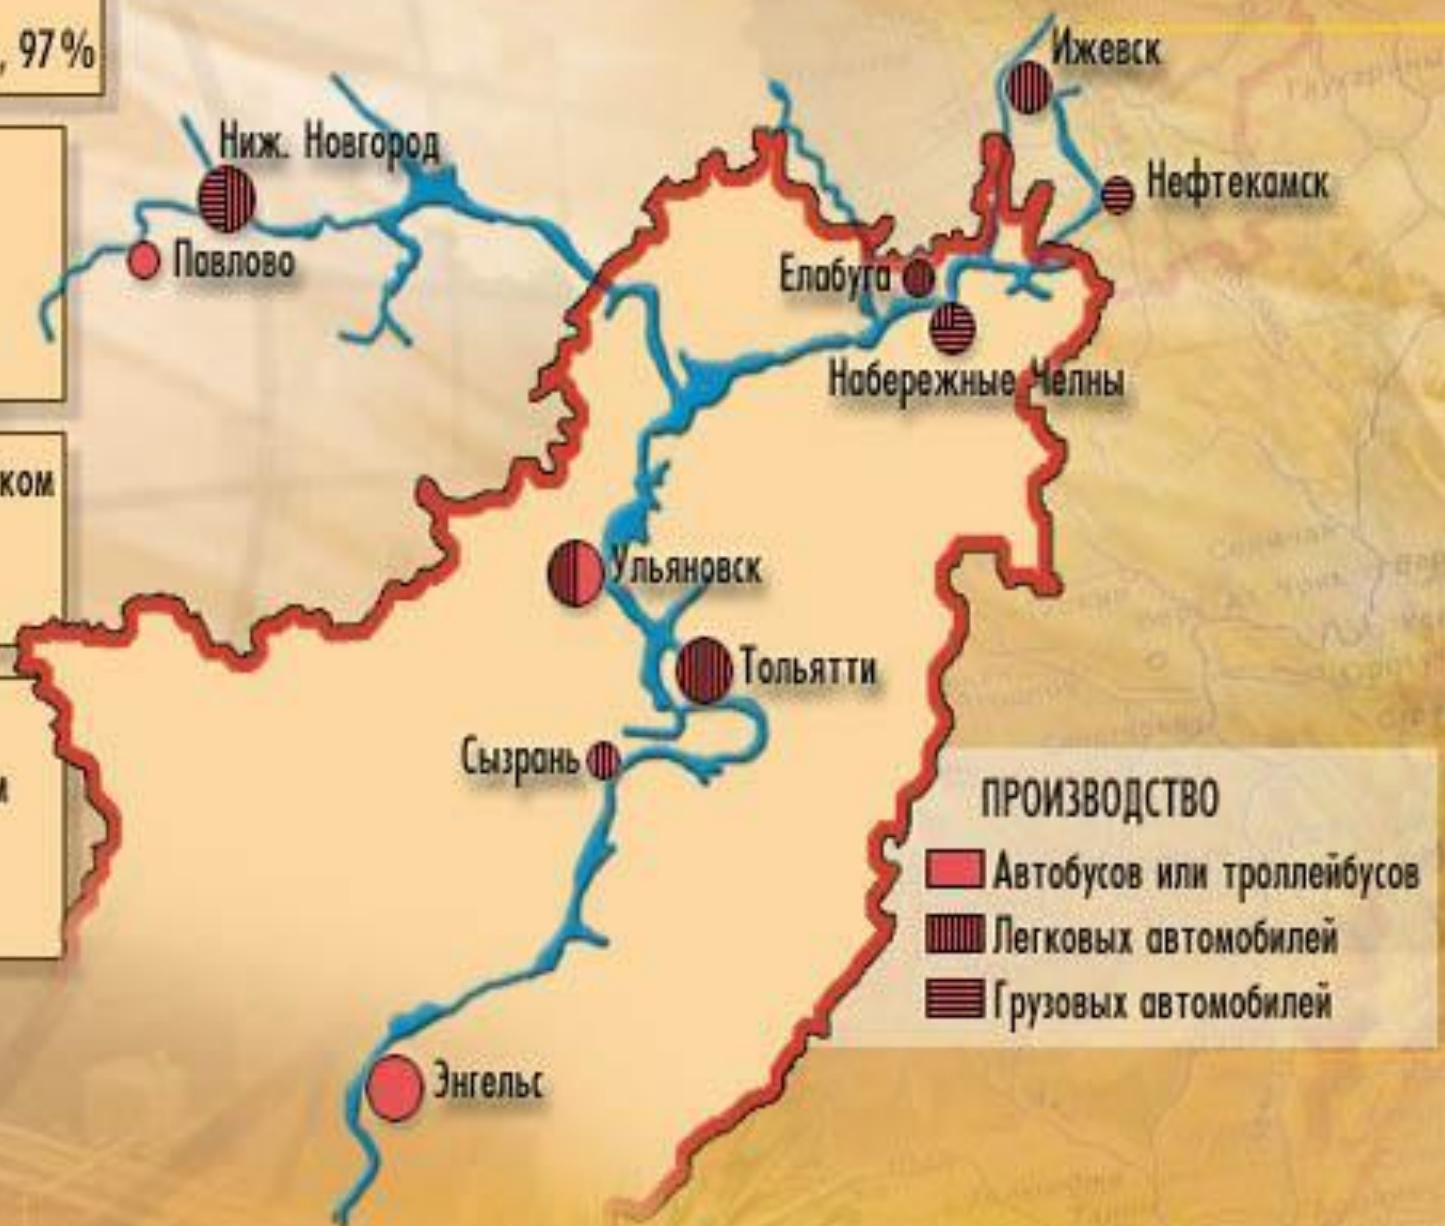 , 97%
Ижевск
Ниж. Новгород
Нефтекамск
Павлово
Елабуга
Набережные Челны
ком
Ульяновск
Тольятти
Сызрань
м
ПРОИЗВОДСТВО
Автобусов или троллейбусов
Легковых автомобилей
Грузовых автомобилей
Энгельс